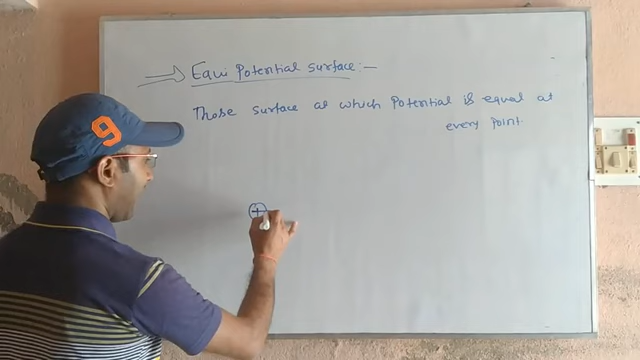 Equi Potential Surface:-
Those surface at which Potential is equal at
every point.
9
+